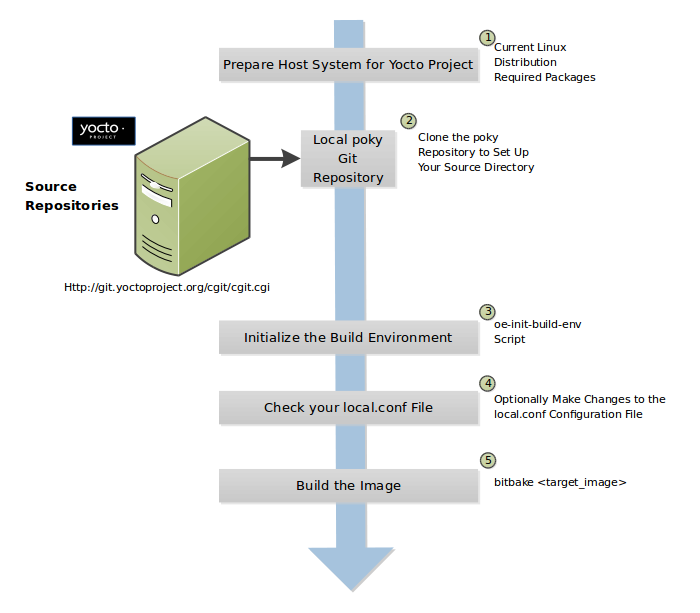 1
Prepare Host System for Yocto Project
Current Linux
Distribution
Required Packages
yocto ·
PROJECT
Source
Repositories
2
Local poky
Git
Repository
Clone the poky
Repository to Set Up
Your Source Directory
Http://git.yoctoproject.org/cgit/cgit.cgi
3
Initialize the Build Environment
oe-init-build-env
Script
4
Check your local.conf File
Optionally Make Changes to the
local.conf Configuration File
5
Build the Image
bitbake <target_image>